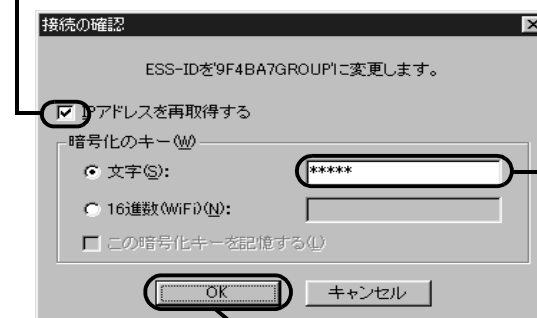 接続の確認
ESS-IDを'9F4BA7GROUP'に変更します。
IPアドレスを再取得する
暗号化のキー(W)
文字(S): *****
16進数(WiFi)(N):
この暗号化キーを記憶する(L)
OK キャンセル